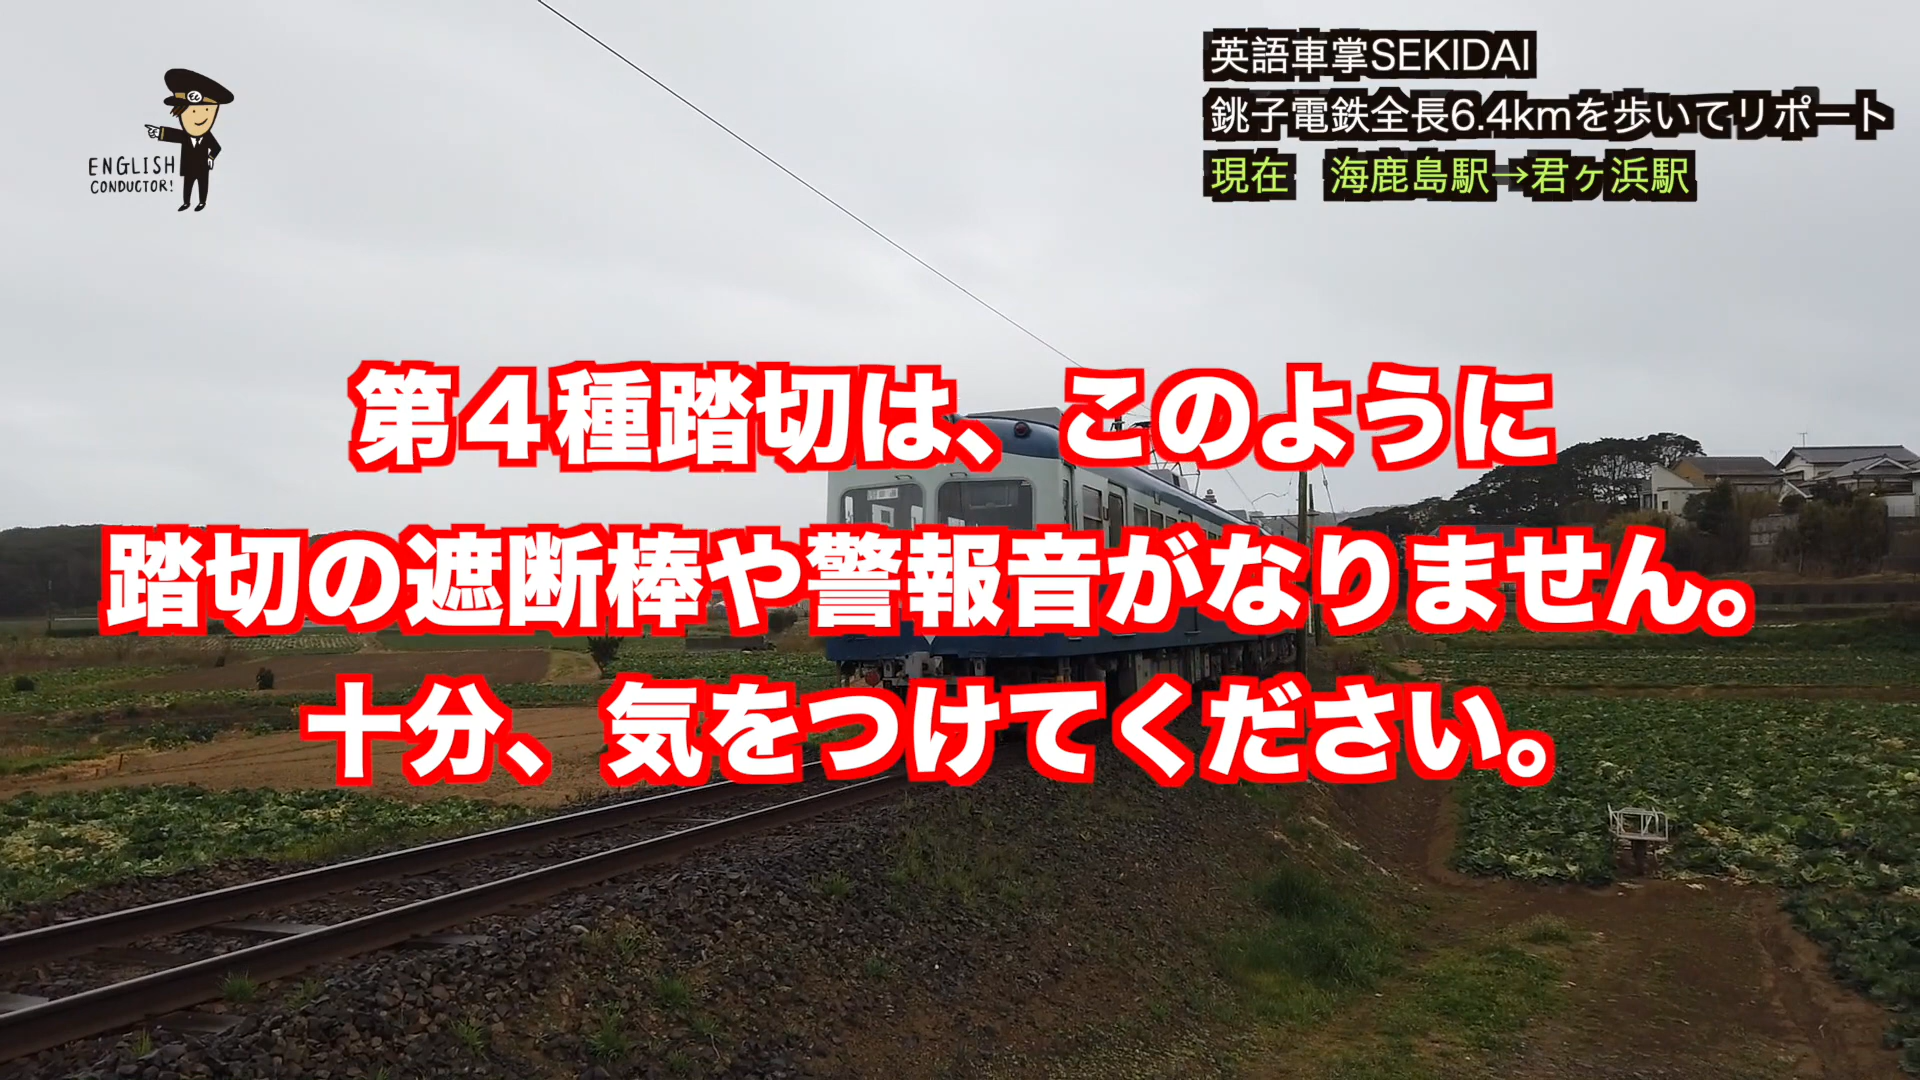 ENGLISH
CONDUCTOR!
英語車掌SEKIDAI
銚子電鉄全長6.4kmを歩いてリポート
現在　海鹿島駅→君ヶ浜駅
第４種踏切は、このように
踏切の遮断棒や警報音がなりません。
十分、気をつけてください。